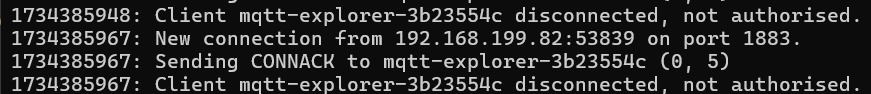 1734385948: Client mqtt-explorer-3b23554c disconnected, not authorised.
1734385967: New connection from 192.168.199.82:53839 on port 1883.
1734385967: Sending CONNACK to mqtt-explorer-3b23554c (0, 5)
1734385967: Client mqtt-explorer-3b23554c disconnected, not authorised.